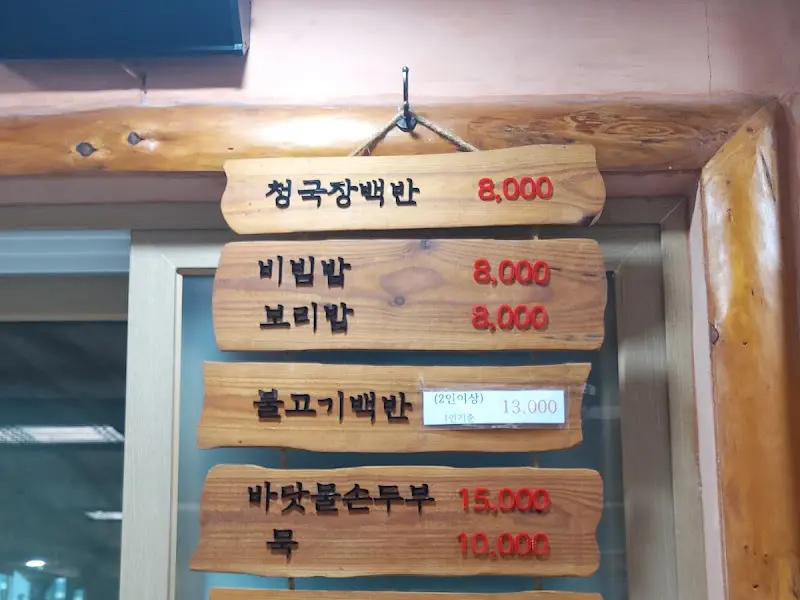 청국장백반 8,000
비빔밥 8,000
보리밥 8,000
불고기백반 (2인이상) 1인기준 13,000
바닷물손두부 15,000
묵 10,000